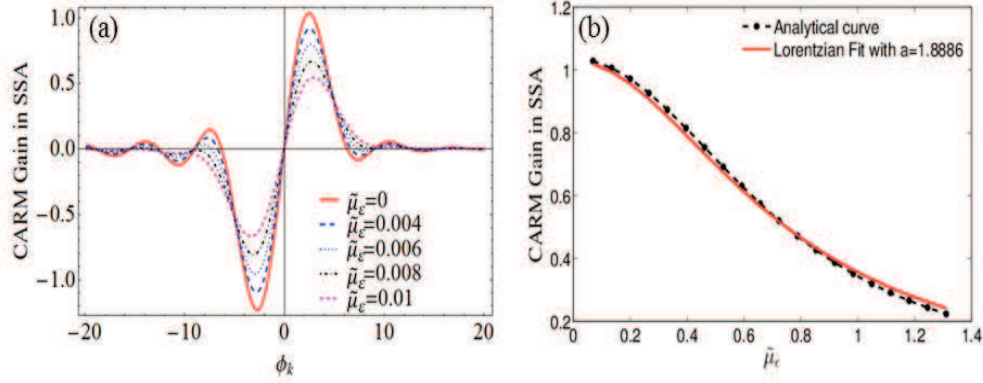 (a)
CARM Gain in SSA
1.0
0.5
0.0
-0.5
-1.0
μ̃ε=0
μ̃ε=0.004
μ̃ε=0.006
μ̃ε=0.008
μ̃ε=0.01
-20 -10 0 10 20
ϕk
(b)
Analytical curve
Lorentzian Fit with a=1.8886
CARM Gain in SSA
1.2
1
0.8
0.6
0.4
0.2
0 0.2 0.4 0.6 0.8 1 1.2 1.4
μ̃ϵ